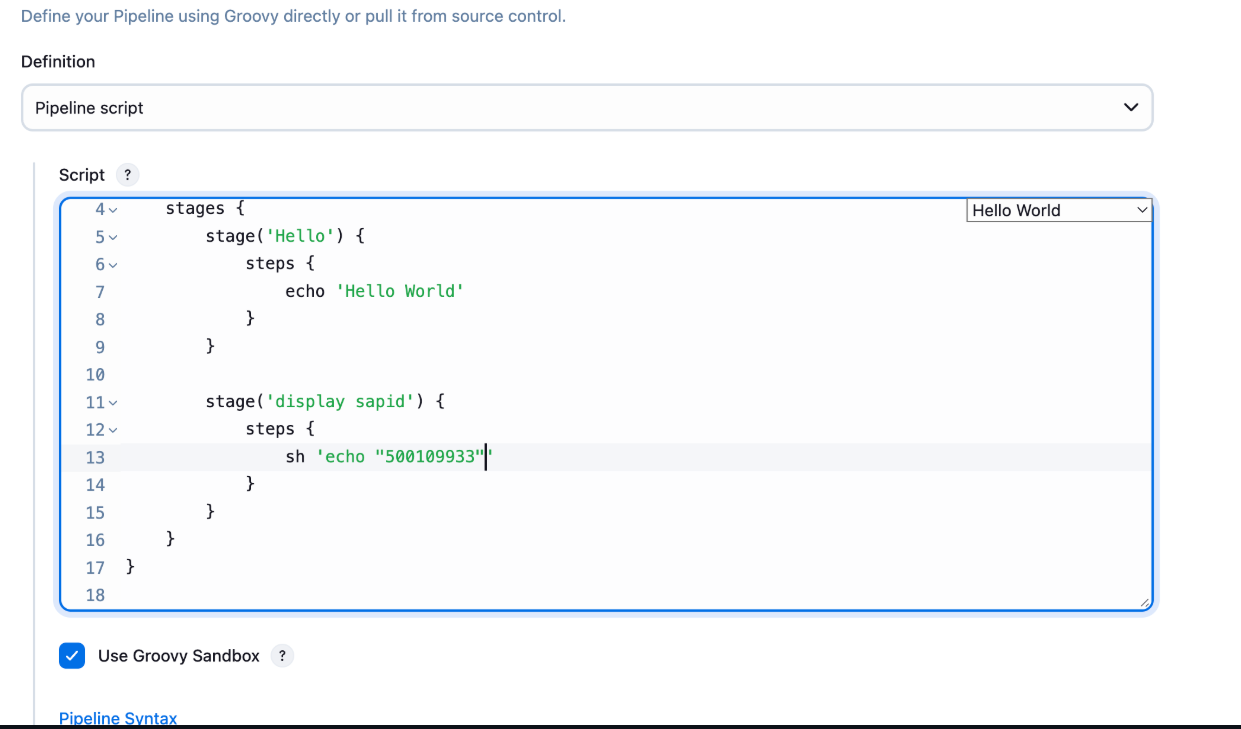 Define your Pipeline using Groovy directly or pull it from source control.
Definition
Pipeline script
Script ?
Hello World
4 stages {
5 stage('Hello') {
6 steps {
7 echo 'Hello World'
8 }
9 }
10
11 stage('display sapid') {
12 steps {
13 sh 'echo "500109933"'
14 }
15 }
16 }
17 }
18
Use Groovy Sandbox ?
Pipeline Syntax